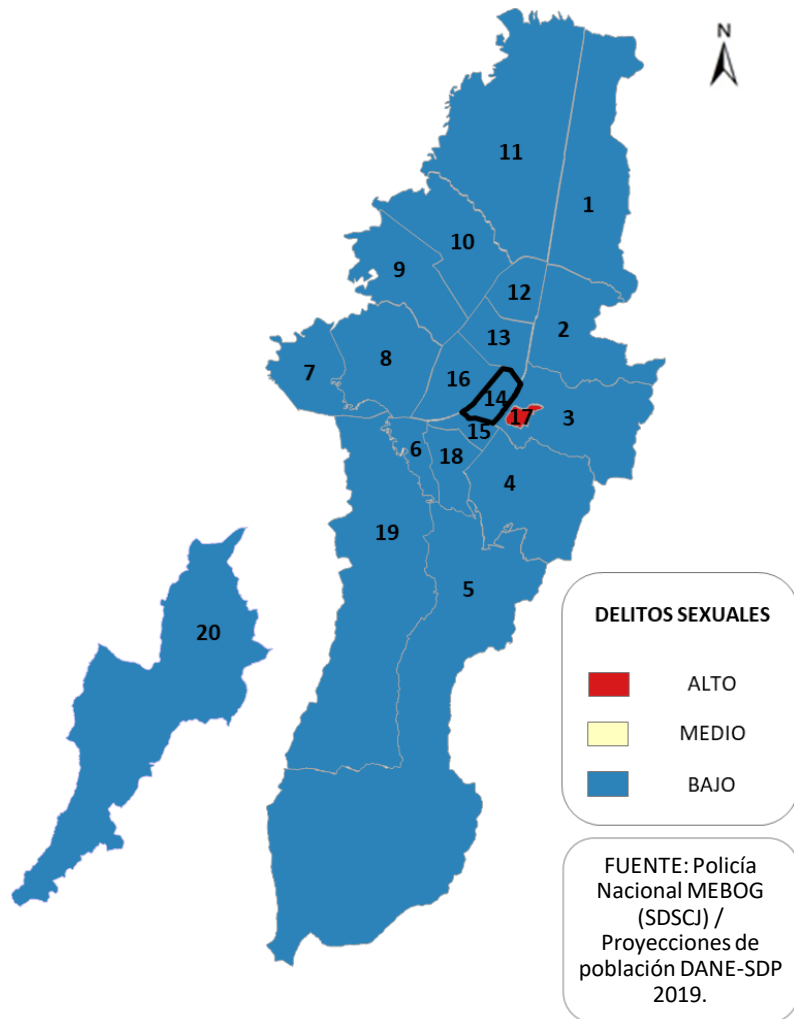 N
11
1
10
9
12
2
13
8
7
16
14
17
3
15
6
18
4
19
5
20
DELITOS SEXUALES
ALTO
MEDIO
BAJO
FUENTE: Policía
Nacional MEBOG
(SDSCJ) /
Proyecciones de
población DANE-SDP
2019.